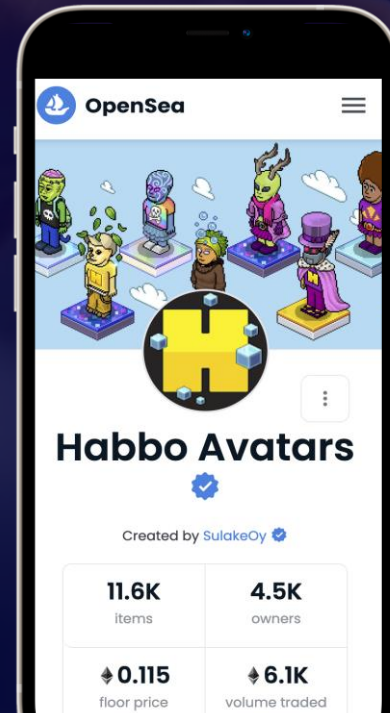 OpenSea
Habbo Avatars
Created by SulakeOy
11.6K
4.5K
items
owners
0.115
6.1K
floor price
volume traded